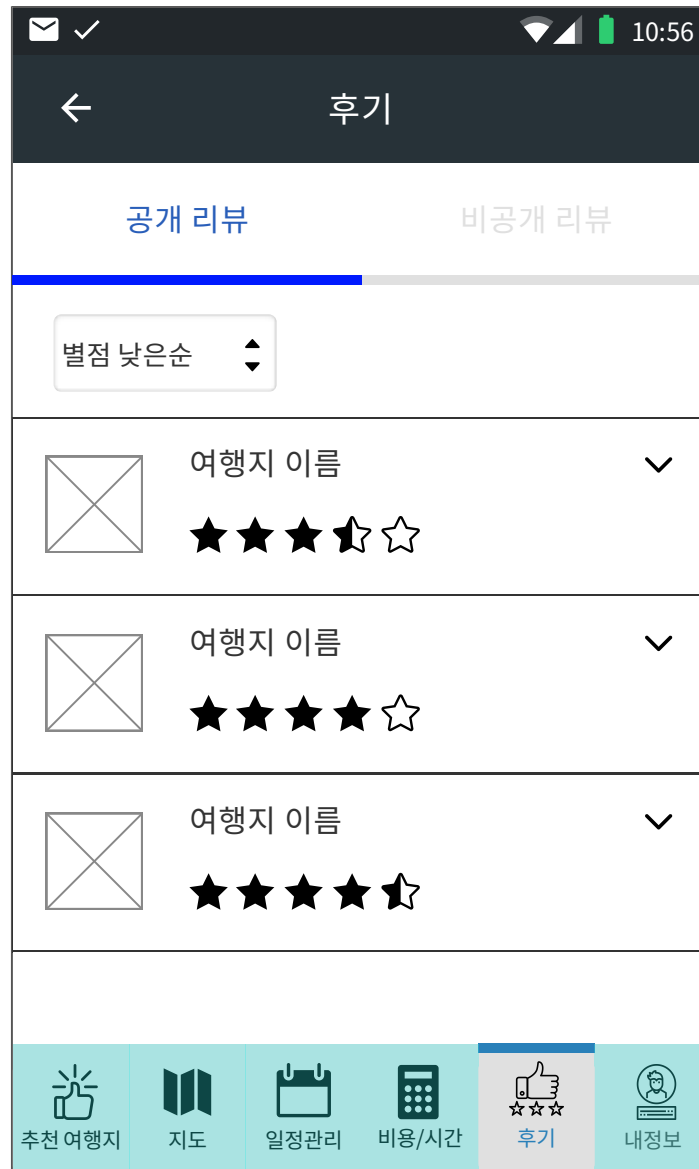 10:56
후기
공개 리뷰
비공개 리뷰
별점 낮은순
여행지 이름
여행지 이름
여행지 이름
추천 여행지
지도
일정관리
비용/시간
후기
내정보